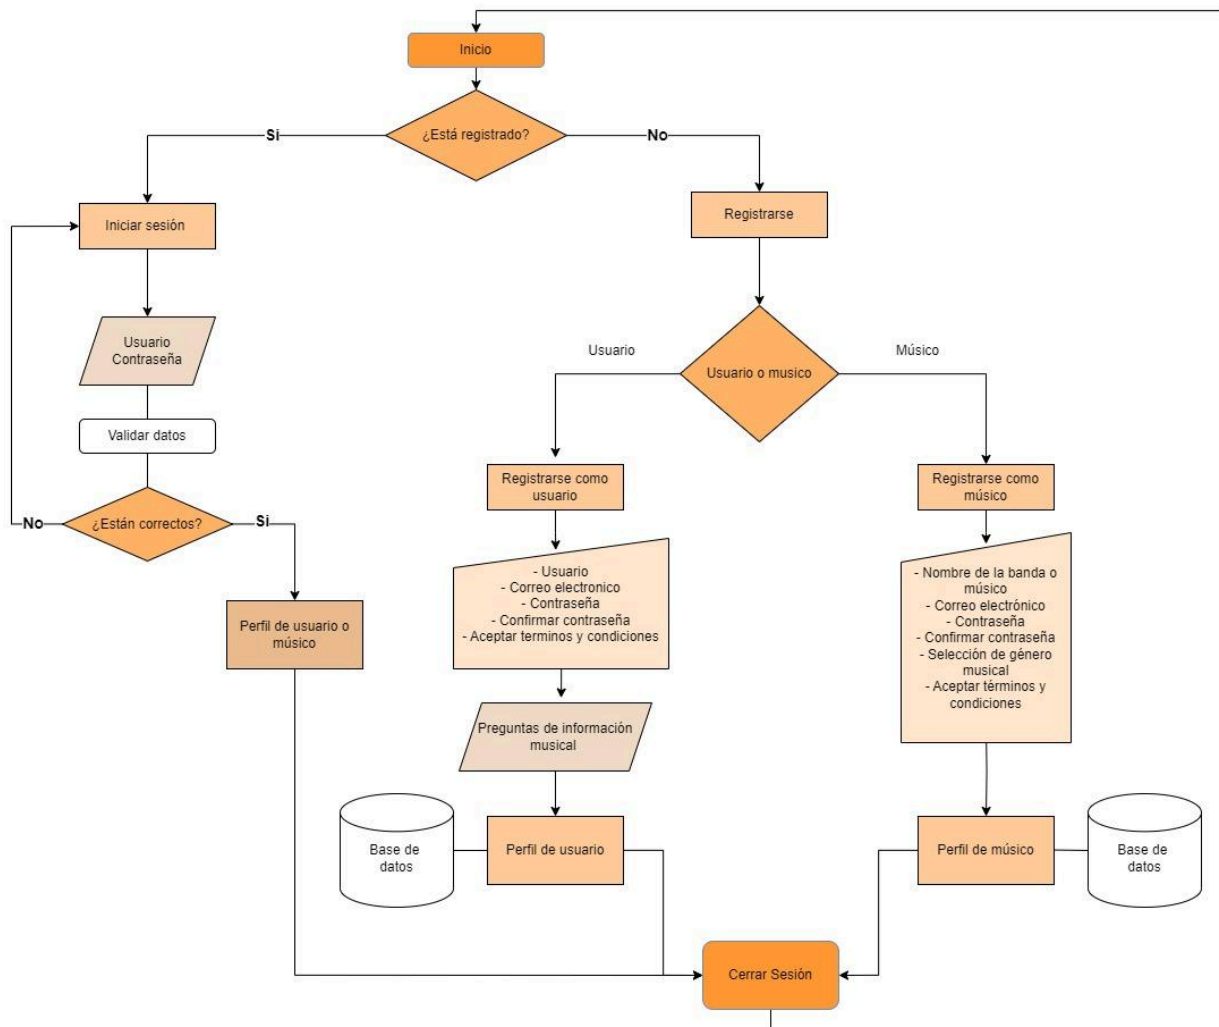 Inicio
¿Está registrado?
Si
No
Iniciar sesión
Registrarse
Usuario
Contraseña
Usuario
Músico
Usuario o musico
Validar datos
Registrarse como
usuario
Registrarse como
músico
No
¿Están correctos?
Si
- Usuario
- Correo electronico
- Contraseña
- Confirmar contraseña
- Aceptar terminos y condiciones
- Nombre de la banda o
músico
- Correo electrónico
- Contraseña
- Confirmar contraseña
- Selección de género
musical
- Aceptar términos y
condiciones
Perfil de usuario o
músico
Preguntas de información
musical
Base de
datos
Perfil de usuario
Perfil de músico
Base de
datos
Cerrar Sesión